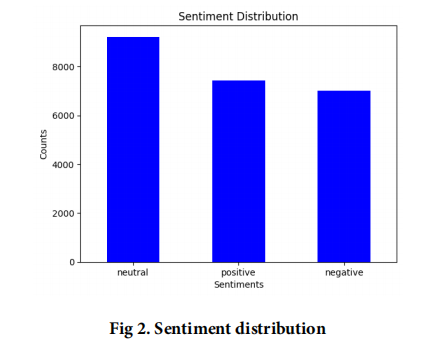 Sentiment Distribution
8000
6000
4000
2000
0
Counts
neutral positive negative
Sentiments
Fig 2. Sentiment distribution